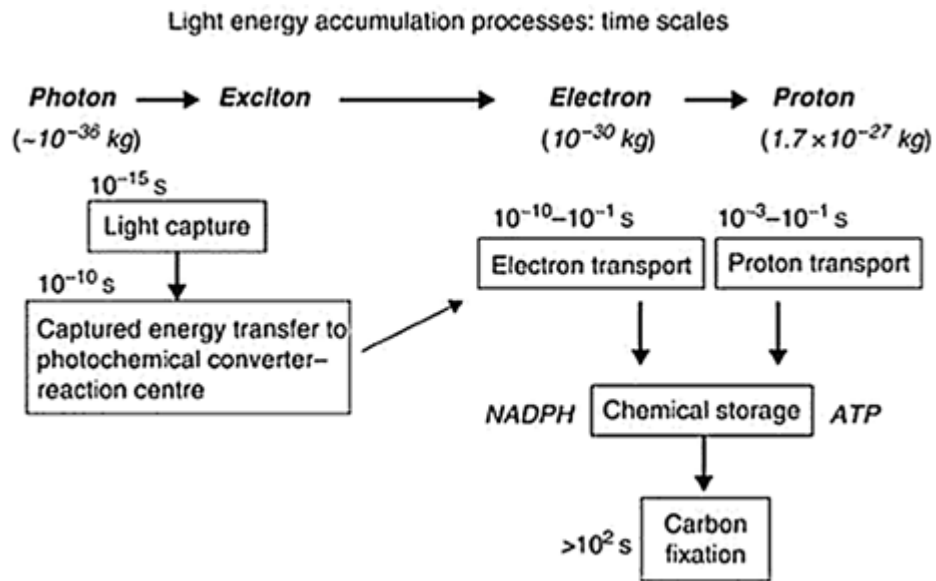 Light energy accumulation processes: time scales
Photon → Exciton → Electron → Proton
(~10⁻³⁶ kg) (10⁻³⁰ kg) (1.7×10⁻²⁷ kg)
10⁻¹⁵ s
Light capture
10⁻¹⁰ s
Captured energy transfer to
photochemical converter–
reaction centre
10⁻¹⁰–10⁻¹ s
Electron transport
10⁻³–10⁻¹ s
Proton transport
NADPH
Chemical storage
ATP
>10² s
Carbon
fixation